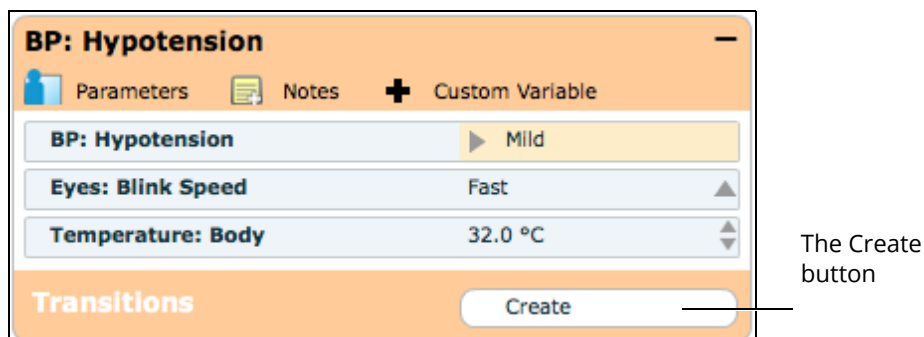 BP: Hypotension
Parameters Notes Custom Variable
BP: Hypotension Mild
Eyes: Blink Speed Fast
Temperature: Body 32.0 °C
Transitions Create
The Create
button